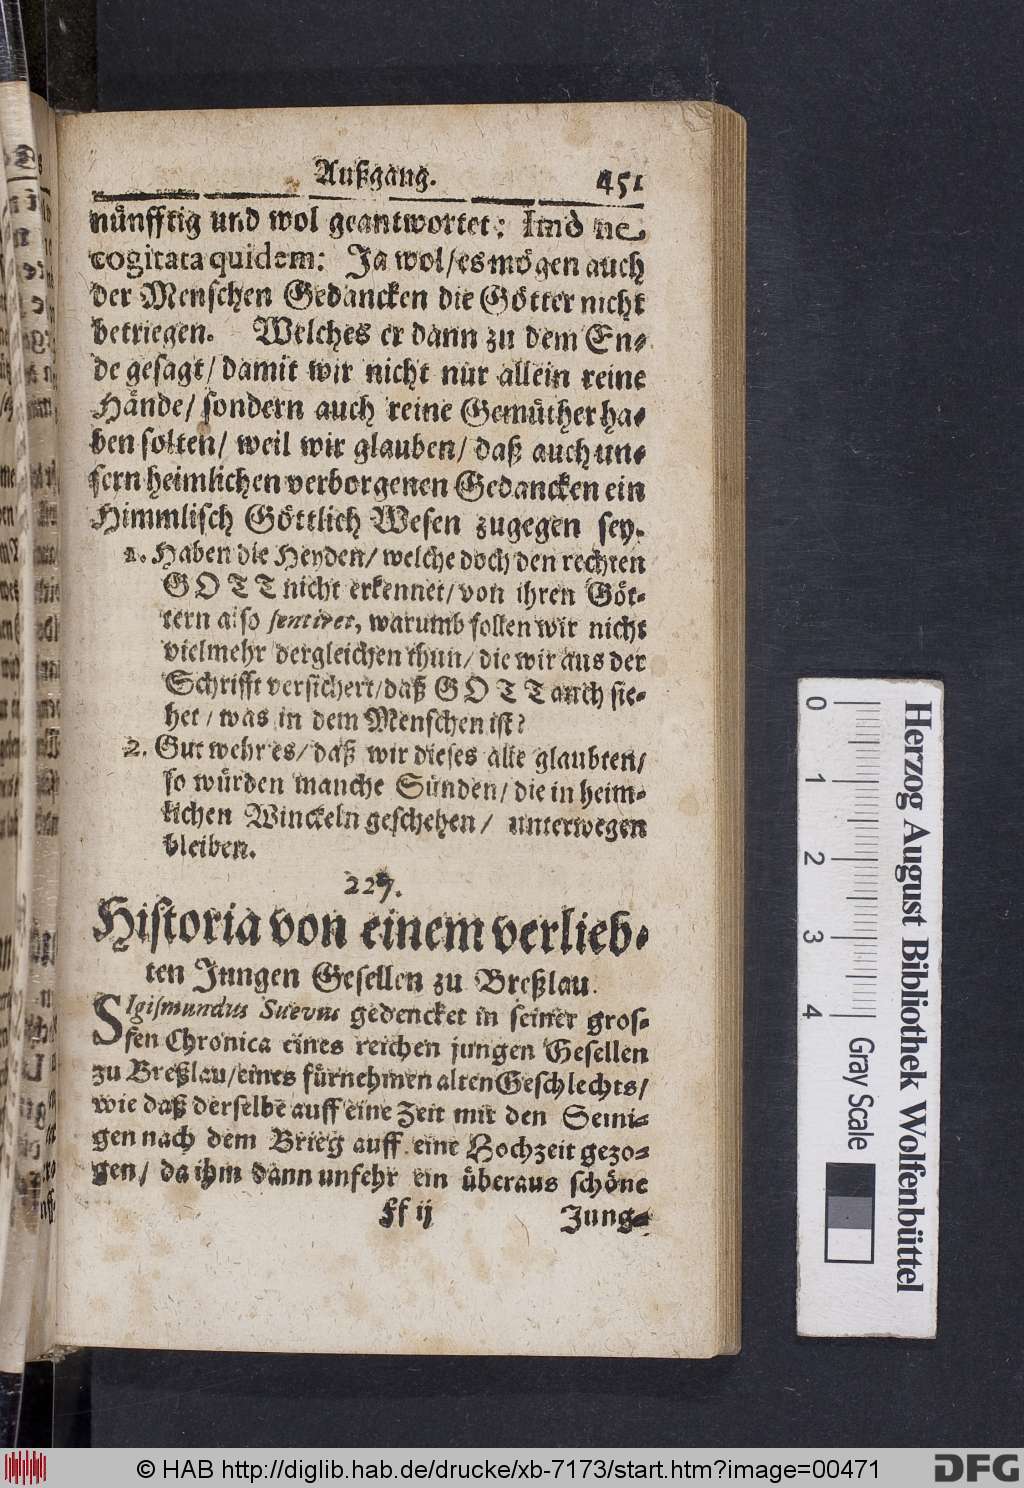 Außgang. 451
nünfftig und wol geantwortet: Imò ne
cogitata quidem: Ja wol/ es mögen auch
der Menschen Gedancken die Götter nicht
betriegen. Welches er dann zu dem En-
de gesagt/ damit wir nicht nur allein reine
Hände/ sondern auch reine Gemüther ha-
ben solten/ weil wir glauben/ daß auch un-
sern heimlichen verborgenen Gedancken ein
Himmlisch Göttlich Wesen zugegen sey.
1. Haben die Heyden/ welche doch den rechten
GOTT nicht erkennet/ von ihren Göt-
tern also sentiret, warumb sollen wir nicht
vielmehr dergleichen thun/ die wir aus der
Schrifft versichert/ daß GOTT auch sie-
het/ was in dem Menschen ist?
2. Gut wehr es/ daß wir dieses alle glaubten/
so würden manche Sünden/ die in heim-
lichen Winckeln geschehen/ unterwegen
bleiben.
227.
Historia von einem verlieb-
ten Jungen Gesellen zu Breßlau.
SIgismundus Suevus gedencket in seiner gros-
sen Chronica eines reichen jungen Gesellen
zu Breßlau/ eines fürnehmen alten Geschlechts/
wie daß derselbe auff eine Zeit mit den Seini-
gen nach dem Brieg auff eine Hochzeit gezo-
gen/ da ihm dann unfehr ein überaus schöne
Ff ij Jung-
Herzog August Bibliothek Wolfenbüttel
Gray Scale
0 1 2 3 4
© HAB http://diglib.hab.de/drucke/xb-7173/start.htm?image=00471
DFG